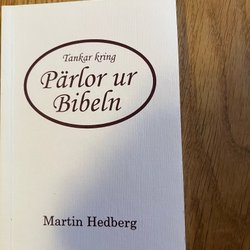 Tankar kring
Pärlor ur
Bibeln
Martin Hedberg